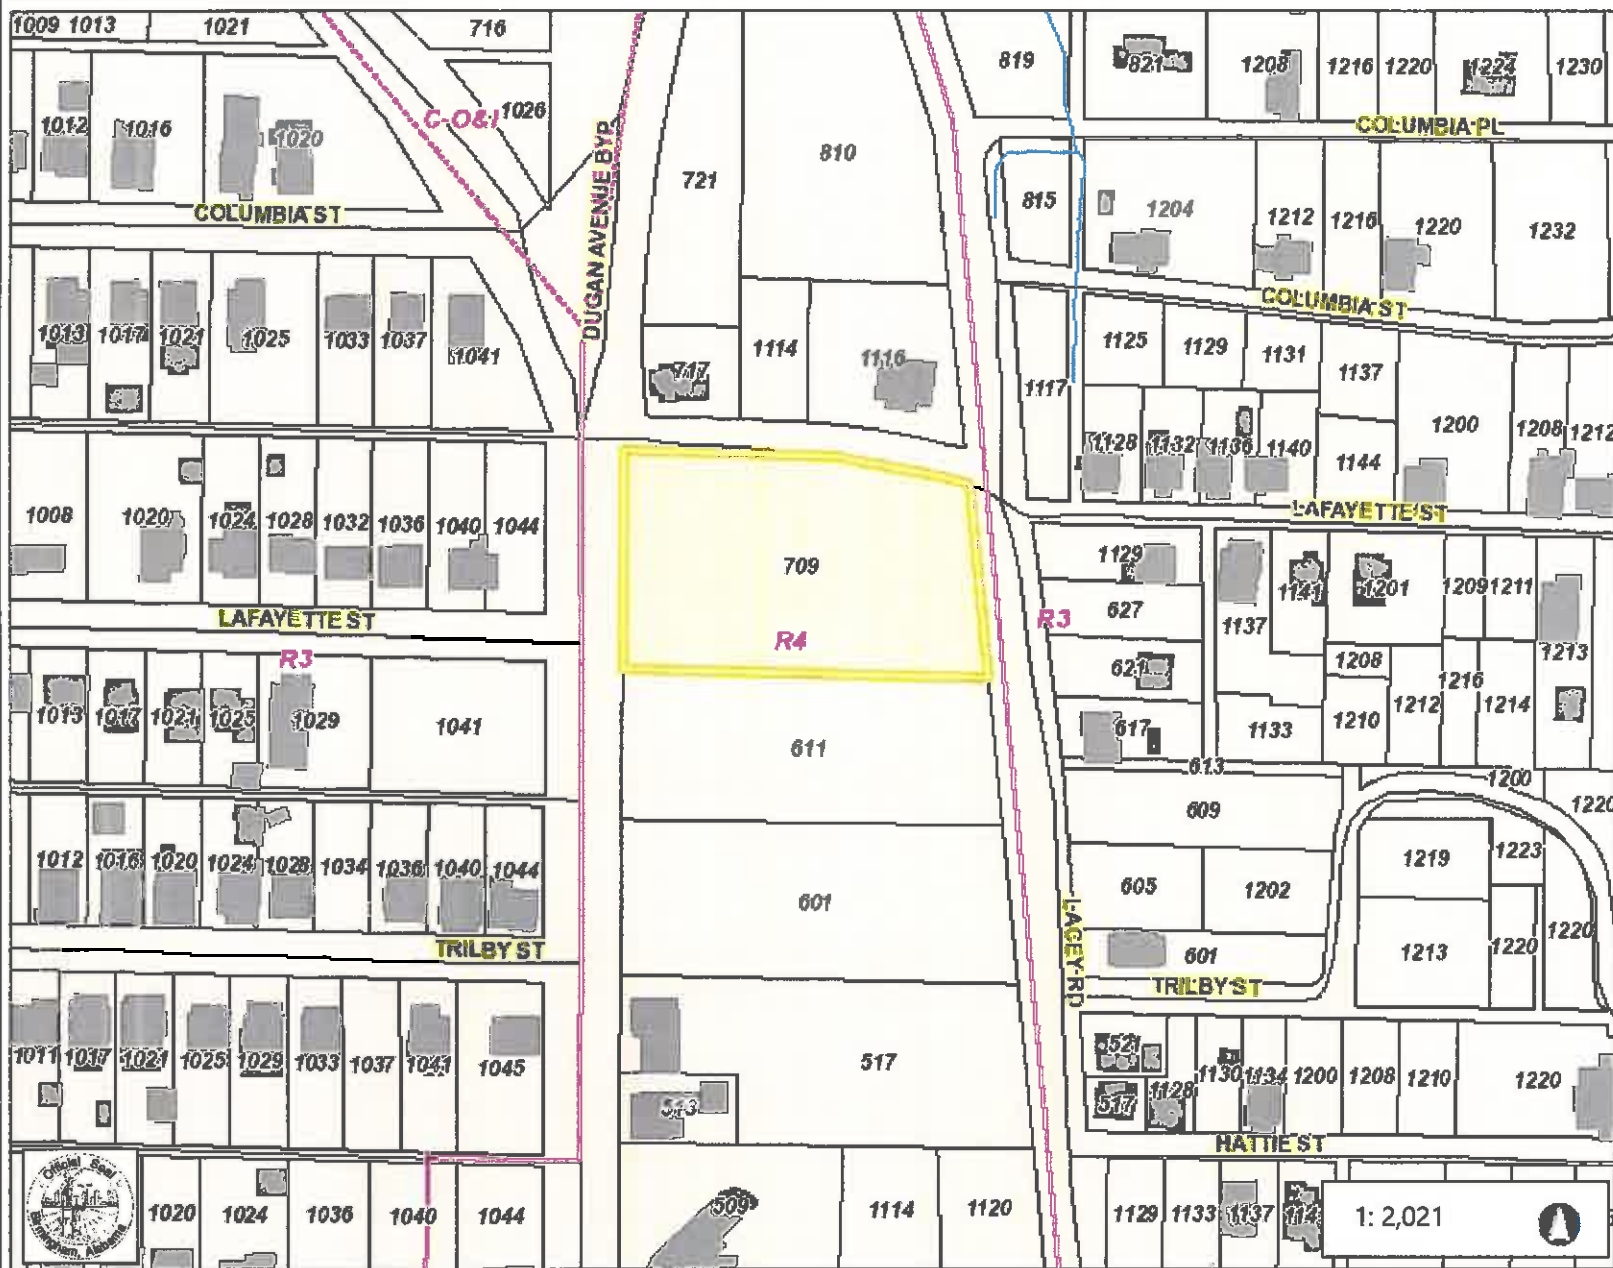 1009 1013 1021 716 819 821 1208 1216 1220 1224 1230
1012 1016 1020 C-O&I 1026 COLUMBIA PL
DUGAN AVENUE BYP
721 810 815 1204 1212 1216 1220 1232
COLUMBIA ST
COLUMBIA ST
1013 1017 1021 1025 1033 1037 1041
717 1114 1116 1117 1125 1129 1131 1137
1128 1132 1136 1140 1144 1200 1208 1212
LAFAYETTE ST
1008 1020 1024 1028 1032 1036 1040 1044
709 1129 627 1137 1141 1201 1209 1211
LAFAYETTE ST
R3 R4 R3
621 1208 1213
1013 1017 1021 1025 1029 1041
611 617 1133 1210 1212 1216 1214
613 1200
609 1220
1012 1016 1020 1024 1028 1034 1036 1040 1044
601 605 1202 1219 1223
TRILBY ST
LACEY RD
601 1213 1220 1220
TRILBY ST
1011 1017 1021 1025 1029 1033 1037 1041 1045
517 521
513 517 1128 1130 1134 1200 1208 1210 1220
HATTIE ST
Official Seal
Birmingham, Alabama
1020 1024 1036 1040 1044
509 1114 1120 1129 1133 1137
1: 2,021